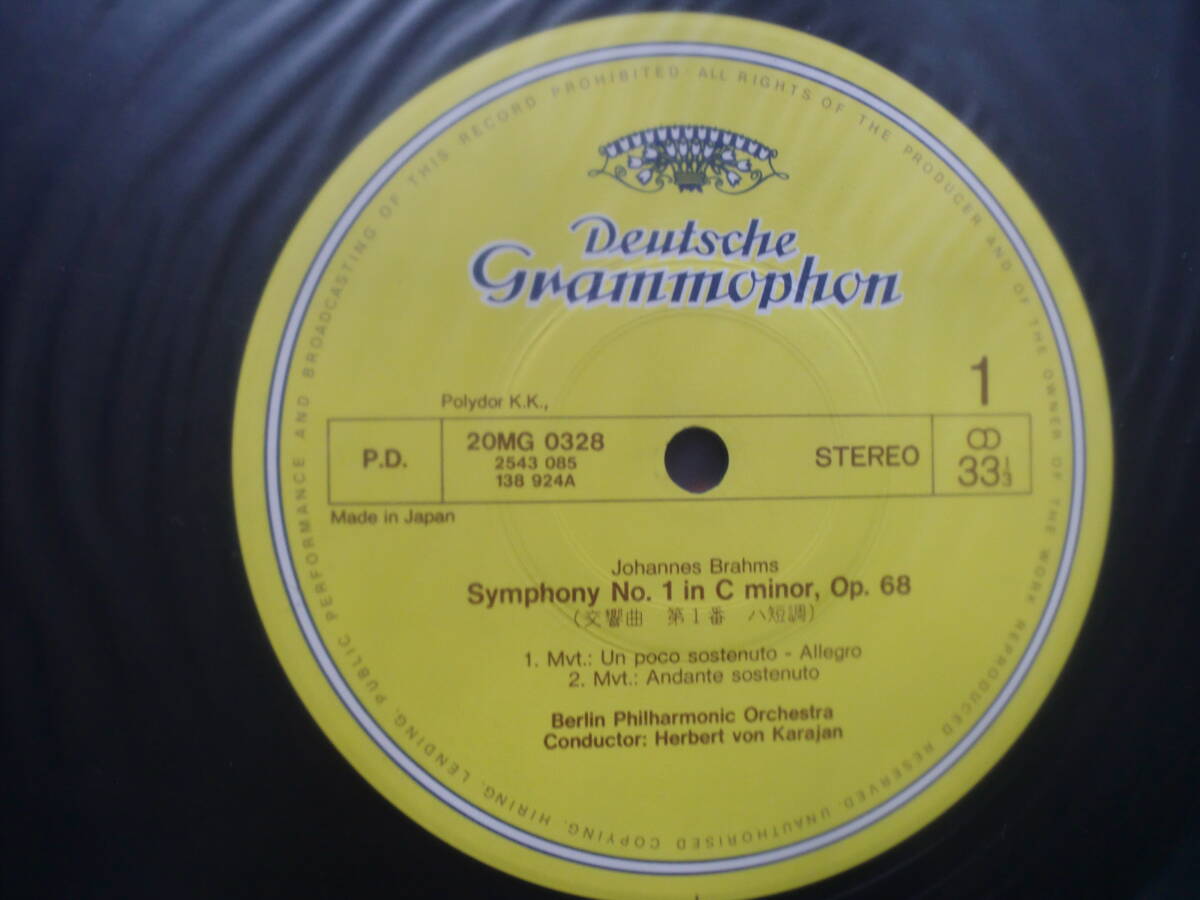 Deutsche
Grammophon
1
Polydor K.K.,
P.D.
20MG 0328
2543 085
138 924A
STEREO
33⅓
Made in Japan
Johannes Brahms
Symphony No. 1 in C minor, Op. 68
(交響曲 第1番 ハ短調)
1. Mvt.: Un poco sostenuto - Allegro
2. Mvt.: Andante sostenuto
Berlin Philharmonic Orchestra
Conductor: Herbert von Karajan
ALL RIGHTS OF THE PRODUCER AND OF THE OWNER OF THE WORK REPRODUCED RESERVED. UNAUTHORISED COPYING, HIRING, LENDING, PUBLIC PERFORMANCE AND BROADCASTING OF THIS RECORD PROHIBITED.